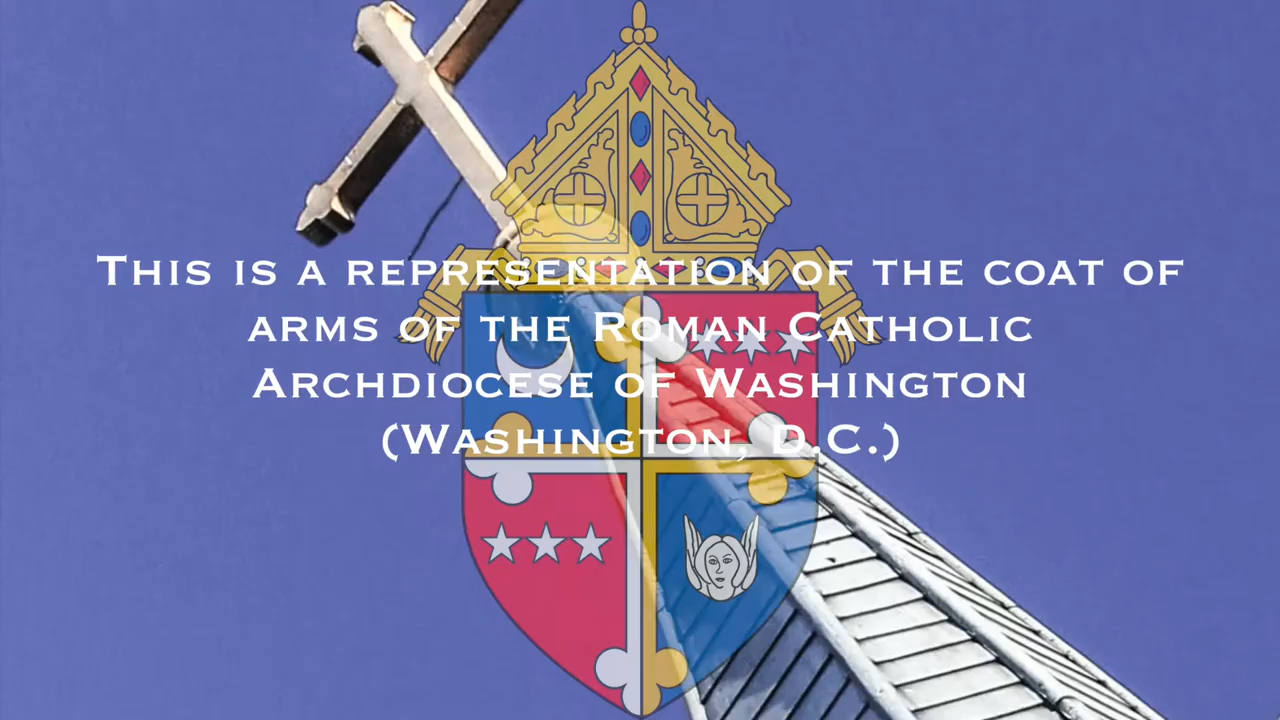 This is a representation of the coat of
arms of the Roman Catholic
Archdiocese of Washington
(Washington, D.C.)